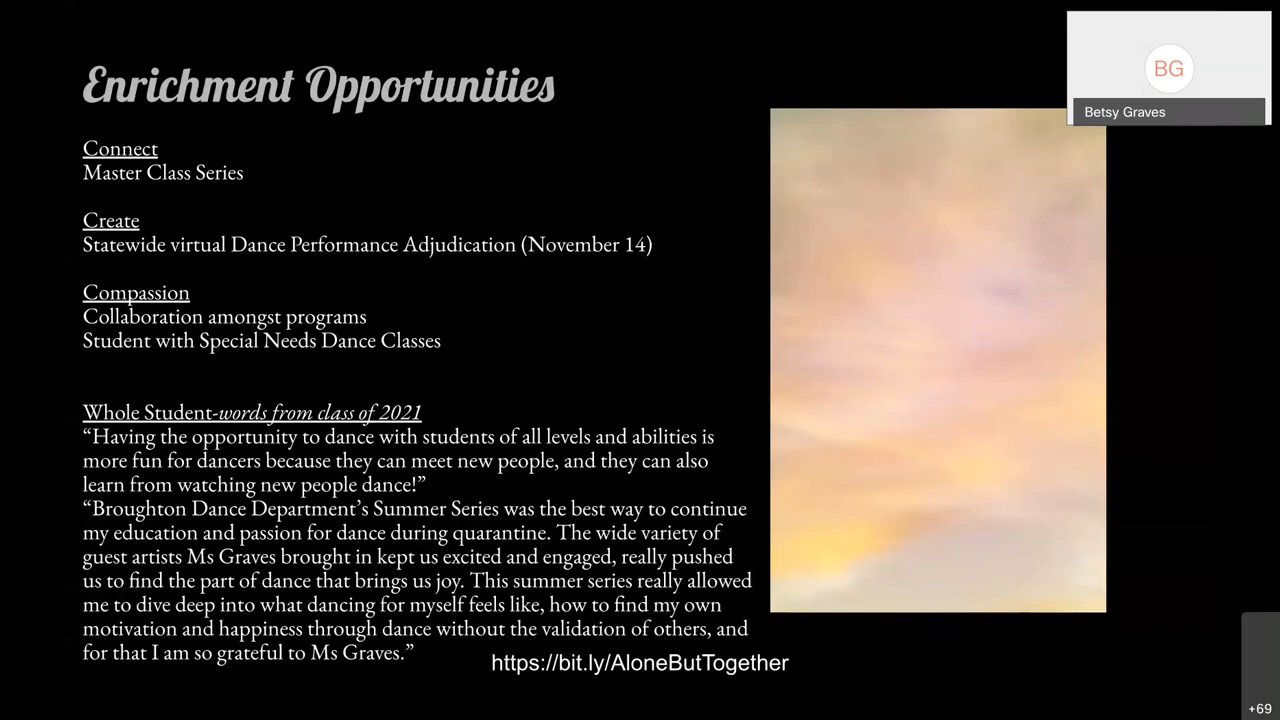 Enrichment Opportunities
BG
Betsy Graves
Connect
Master Class Series
Create
Statewide virtual Dance Performance Adjudication (November 14)
Compassion
Collaboration amongst programs
Student with Special Needs Dance Classes
Whole Student-words from class of 2021
“Having the opportunity to dance with students of all levels and abilities is
more fun for dancers because they can meet new people, and they can also
learn from watching new people dance!”
“Broughton Dance Department’s Summer Series was the best way to continue
my education and passion for dance during quarantine. The wide variety of
guest artists Ms Graves brought in kept us excited and engaged, really pushed
us to find the part of dance that brings us joy. This summer series really allowed
me to dive deep into what dancing for myself feels like, how to find my own
motivation and happiness through dance without the validation of others, and
for that I am so grateful to Ms Graves.”
https://bit.ly/AloneButTogether
+69